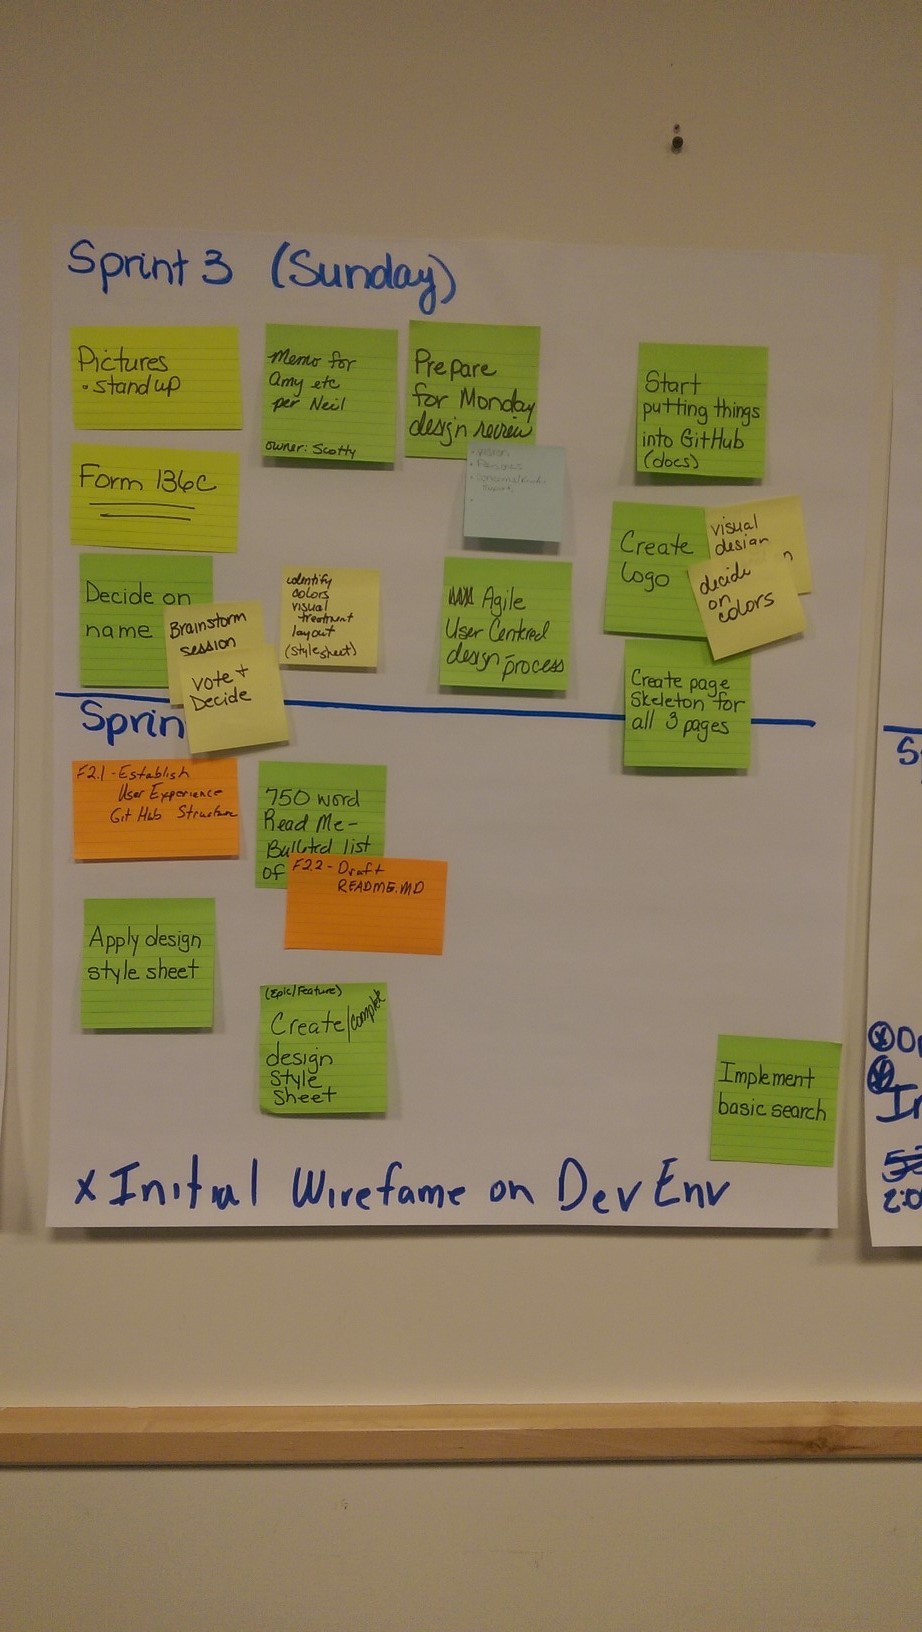 Sprint 3 (Sunday)
Pictures
• stand up
Memo for
Amy etc
per Neil
owner: Scotty
Prepare
for Monday
design review
Start
putting things
into GitHub
(docs)
Form 136c
• Vision
• Personas
Create
logo
visual
design
decide
on
colors
Decide on
name
Brainstorm
session
vote +
Decide
identify
colors
visual
treatment
layout
(stylesheet)
Agile
User Centred
design process
Create page
Skeleton for
all 3 pages
Sprin
F2.1 - Establish
User Experience
GitHub Structure
750 word
Read Me -
Bulleted list
of
F2.2 - Draft
README.MD
Apply design
style sheet
(Epic/Feature)
Create/complete
design
style
sheet
Implement
basic search
x Initial Wirefame on Dev Env
S
Op
In
2:0